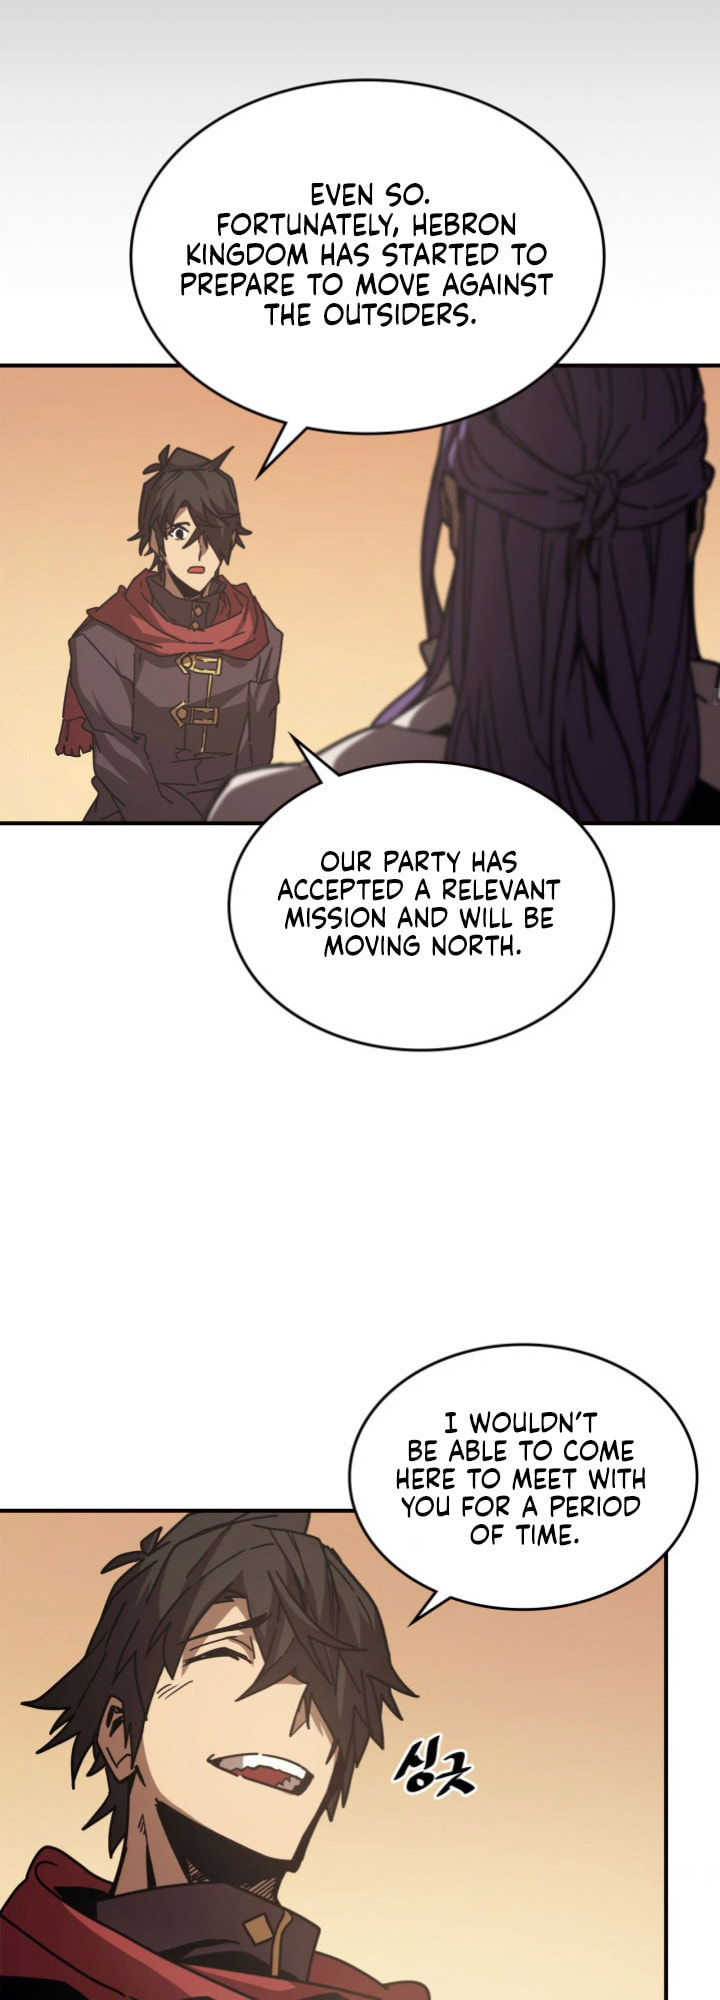 EVEN SO.
FORTUNATELY, HEBRON
KINGDOM HAS STARTED TO
PREPARE TO MOVE AGAINST
THE OUTSIDERS.
OUR PARTY HAS
ACCEPTED A RELEVANT
MISSION AND WILL BE
MOVING NORTH.
I WOULDN'T
BE ABLE TO COME
HERE TO MEET WITH
YOU FOR A PERIOD
OF TIME.
싱긋